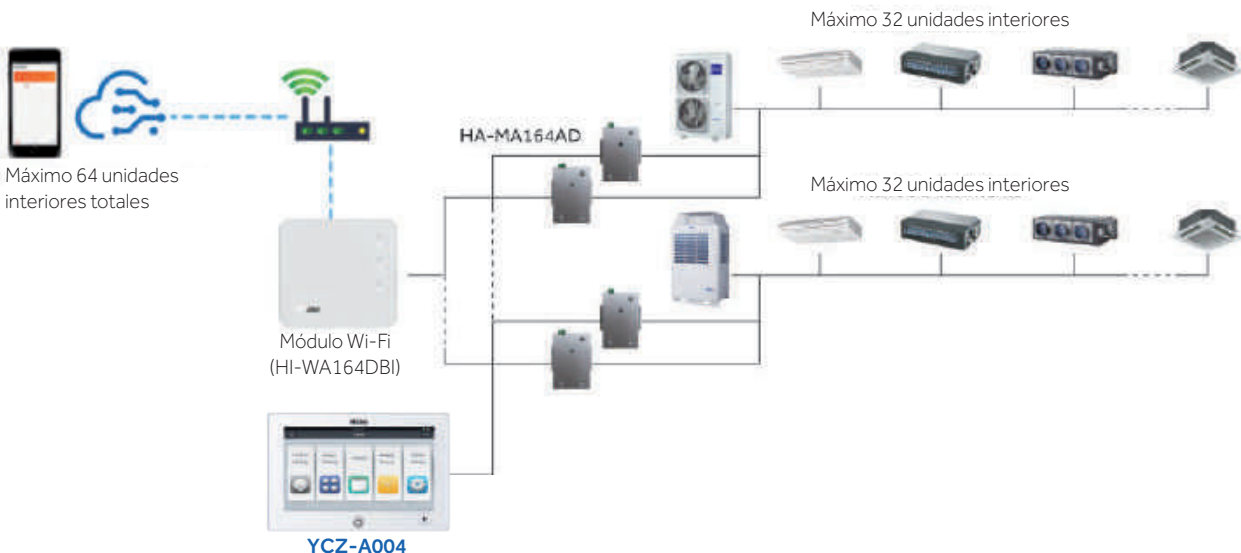 Máximo 32 unidades interiores
HA-MA164AD
Máximo 64 unidades
interiores totales
Máximo 32 unidades interiores
Módulo Wi-Fi
(HI-WA164DBI)
YCZ-A004